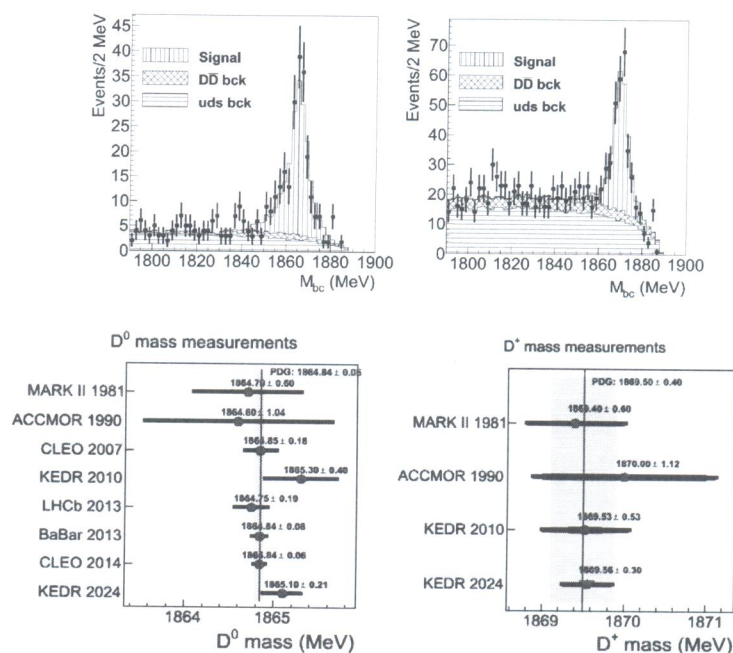 Events/2 MeV
45
40
35
30
25
20
15
10
5
0
Signal
DD̅ bck
uds bck
1800 1820 1840 1860 1880 1900
M_bc (MeV)
Events/2 MeV
70
60
50
40
30
20
10
0
Signal
DD̅ bck
uds bck
1800 1820 1840 1860 1880 1900
M_bc (MeV)
D⁰ mass measurements
PDG: 1864.84 ± 0.05
MARK II 1981 1864.70 ± 0.60
ACCMOR 1990 1864.60 ± 1.04
CLEO 2007 1864.85 ± 0.18
KEDR 2010 1865.30 ± 0.40
LHCb 2013 1864.75 ± 0.19
BaBar 2013 1864.84 ± 0.08
CLEO 2014 1864.84 ± 0.06
KEDR 2024 1865.10 ± 0.21
1864 1865
D⁰ mass (MeV)
D⁺ mass measurements
PDG: 1869.50 ± 0.40
MARK II 1981 1869.40 ± 0.60
ACCMOR 1990 1870.00 ± 1.12
KEDR 2010 1869.53 ± 0.53
KEDR 2024 1869.56 ± 0.30
1869 1870 1871
D⁺ mass (MeV)